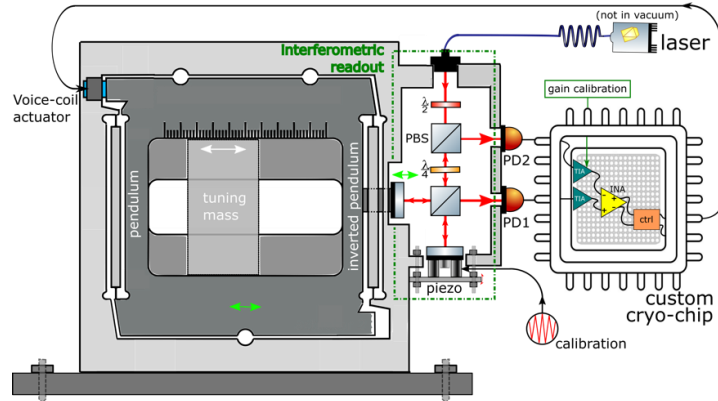 (not in vacuum)
laser
Interferometric
readout
Voice-coil
actuator
gain calibration
λ
2
PBS
PD2
λ
4
TIA
INA
TIA
ctrl
PD1
pendulum
tuning
mass
inverted pendulum
piezo
custom
cryo-chip
calibration